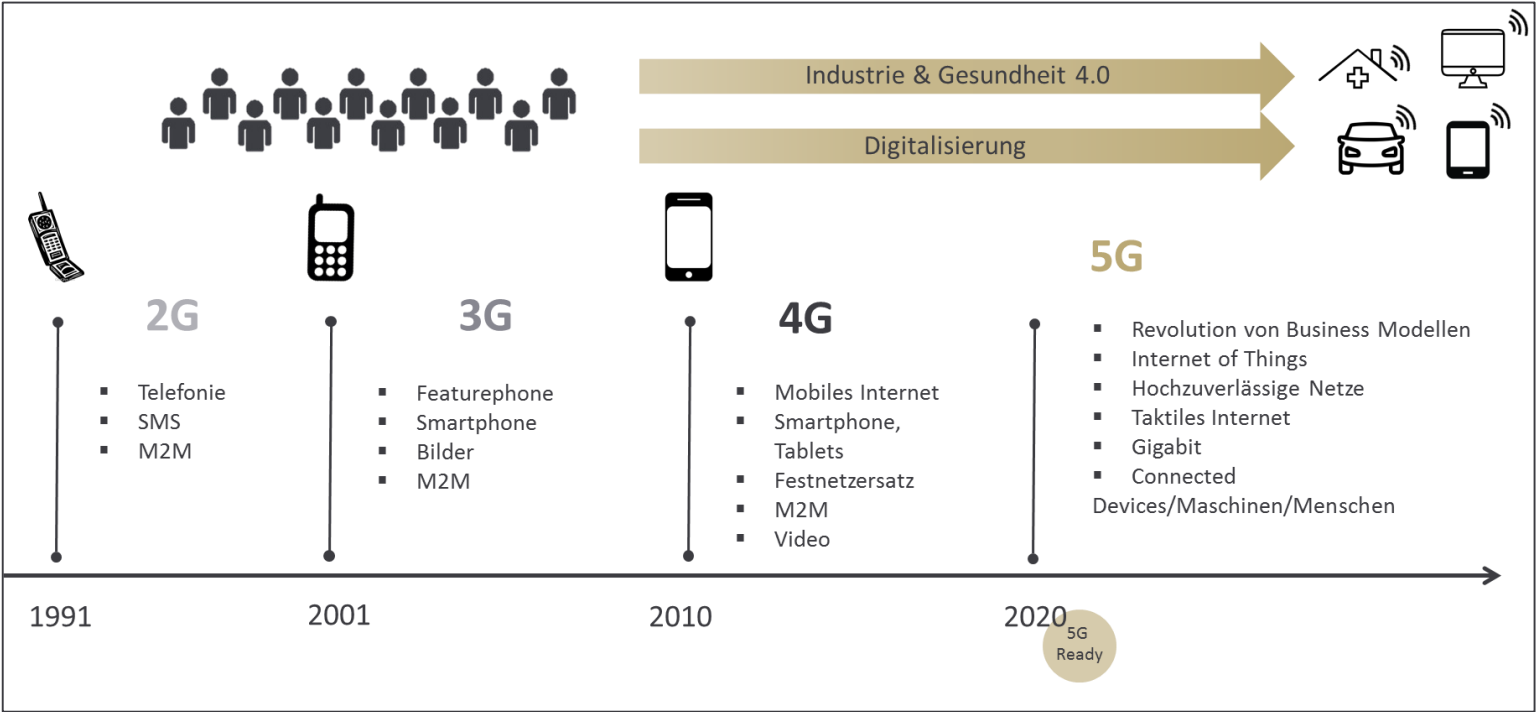 Industrie & Gesundheit 4.0
Digitalisierung
2G
▪ Telefonie
▪ SMS
▪ M2M
3G
▪ Featurephone
▪ Smartphone
▪ Bilder
▪ M2M
4G
▪ Mobiles Internet
▪ Smartphone,
Tablets
▪ Festnetzersatz
▪ M2M
▪ Video
5G
▪ Revolution von Business Modellen
▪ Internet of Things
▪ Hochzuverlässige Netze
▪ Taktiles Internet
▪ Gigabit
▪ Connected
Devices/Maschinen/Menschen
1991
2001
2010
2020
5G
Ready